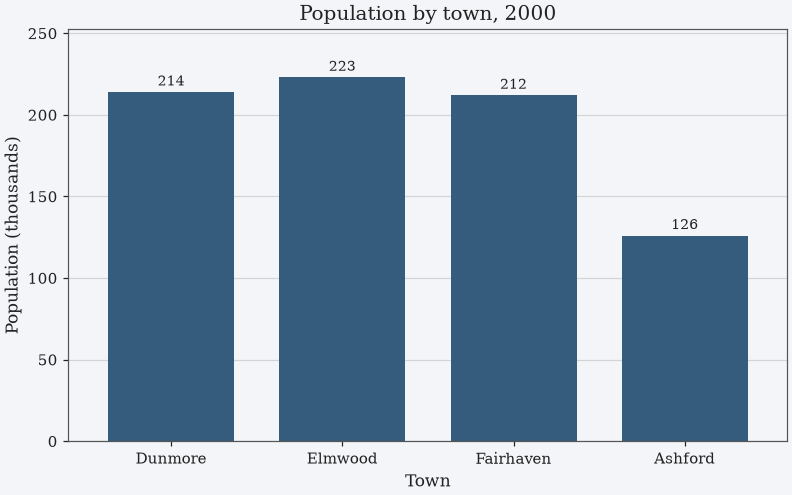 Population by town, 2000
Population (thousands)
250
200
150
100
50
0
214
223
212
126
Dunmore
Elmwood
Fairhaven
Ashford
Town